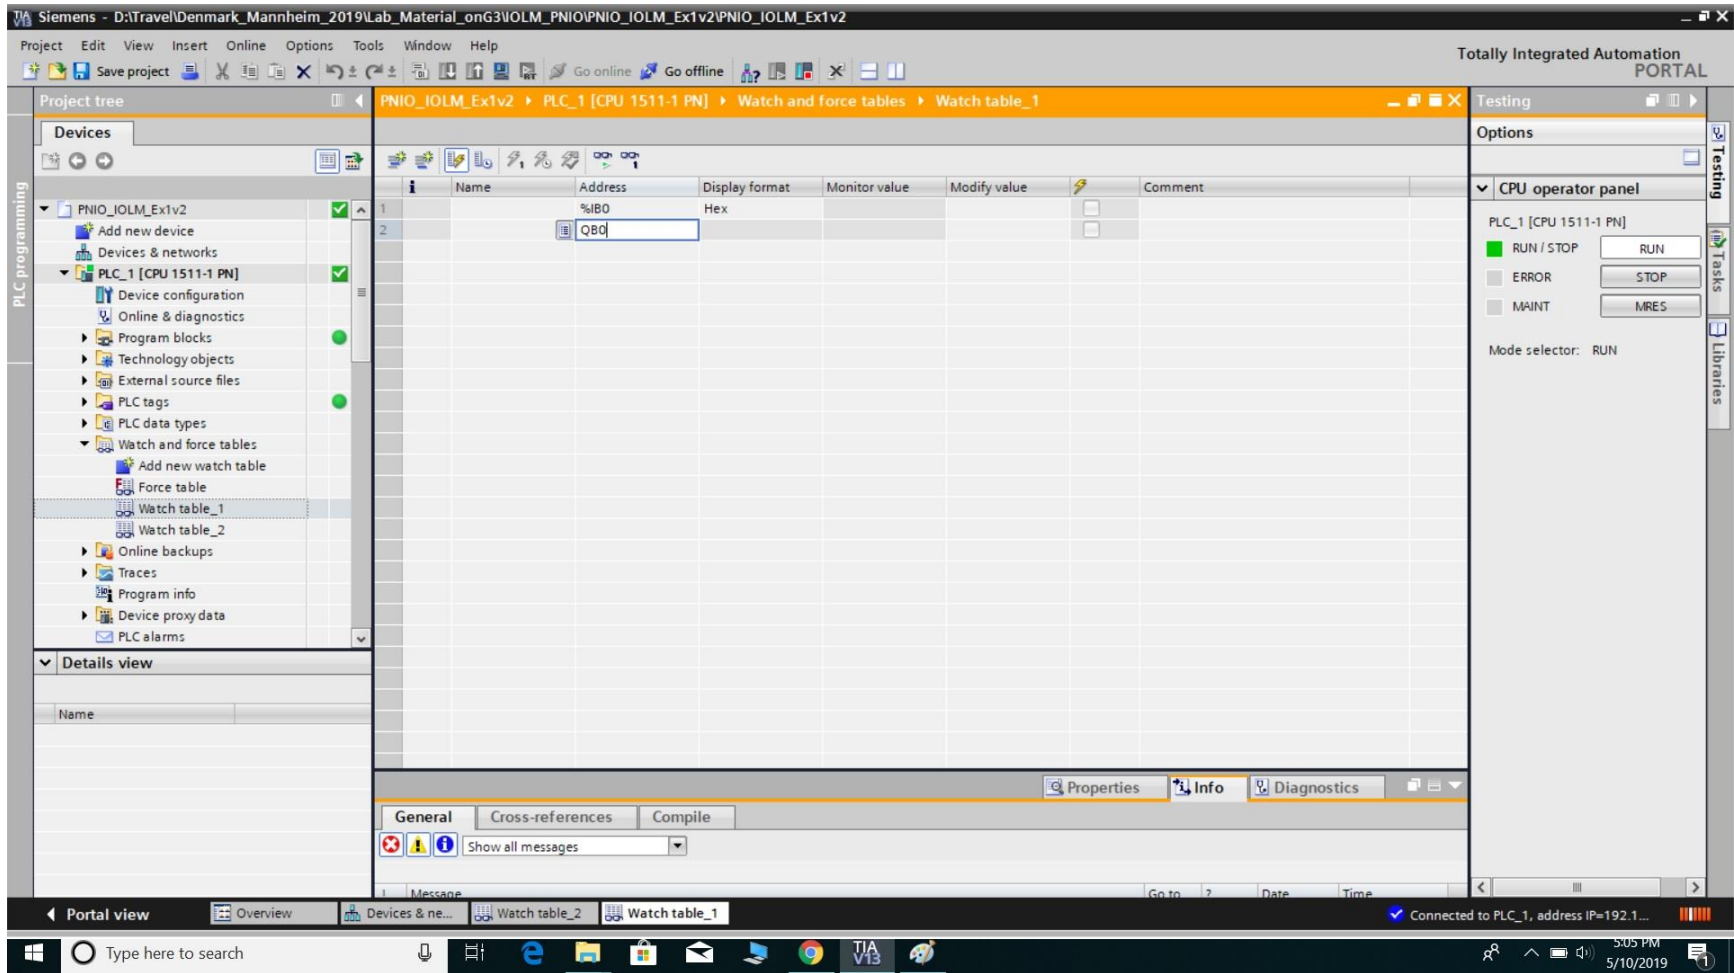 Siemens - D:\Travel\Denmark_Mannheim_2019\Lab_Material_onG3\IOLM_PNIO\PNIO_IOLM_Ex1v2\PNIO_IOLM_Ex1v2
Project Edit View Insert Online Options Tools Window Help
Totally Integrated Automation
PORTAL
Save project Go online Go offline
Project tree
PNIO_IOLM_Ex1v2 PLC_1 [CPU 1511-1 PN] Watch and force tables Watch table_1
Testing
Devices
Options
i Name Address Display format Monitor value Modify value Comment
CPU operator panel
1 %IB0 Hex
2 QB0
PLC_1 [CPU 1511-1 PN]
RUN / STOP RUN
ERROR STOP
MAINT MRES
Mode selector: RUN
PLC programming
PNIO_IOLM_Ex1v2
Add new device
Devices & networks
PLC_1 [CPU 1511-1 PN]
Device configuration
Online & diagnostics
Program blocks
Technology objects
External source files
PLC tags
PLC data types
Watch and force tables
Add new watch table
Force table
Watch table_1
Watch table_2
Online backups
Traces
Program info
Device proxy data
PLC alarms
Details view
Name
Testing
Tasks
Libraries
Properties Info Diagnostics
General Cross-references Compile
Show all messages
! Message Go to ? Date Time
Portal view Overview Devices & ne... Watch table_2 Watch table_1
Connected to PLC_1, address IP=192.1...
Type here to search
TIA V13
5:05 PM
5/10/2019
1